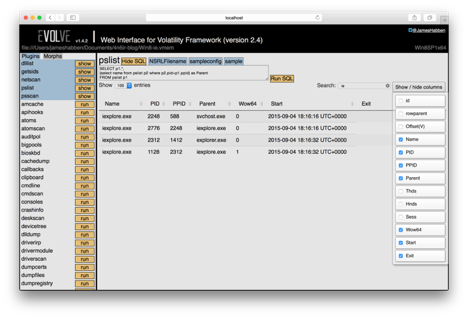 localhost
EVOLVE v1.4.2 Web Interface for Volatility Framework (version 2.4)
@JamesHabben
file:///Users/jameshabben/Documents/4n6ir-blog/Win8-ie.vmem
Win8SP1x64
Plugins Morphs
dlllist show
getsids show
netscan show
pslist show
psscan show
amcache run
apihooks run
atoms run
atomscan run
auditpol run
bigpools run
bioskbd run
cachedump run
callbacks run
clipboard run
cmdline run
cmdscan run
consoles run
crashinfo run
deskscan run
devicetree run
dlldump run
driverirp run
drivermodule run
driverscan run
dumpcerts run
dumpfiles run
dumpregistry run
pslist Hide SQL NSRLFilename sampleconfig sample
SELECT p1.*,
(select name from pslist p2 where p2.pid=p1.ppid) as Parent
FROM pslist p1
Run SQL
Show 100 entries
Search: ie
Show / hide columns
Name PID PPID Parent Wow64 Start Exit
iexplore.exe 2248 588 svchost.exe 0 2015-09-04 18:16:16 UTC+0000
iexplore.exe 2776 2248 iexplore.exe 0 2015-09-04 18:16:16 UTC+0000
iexplore.exe 2312 1412 explorer.exe 0 2015-09-04 18:16:32 UTC+0000
iexplore.exe 1128 2312 iexplore.exe 1 2015-09-04 18:16:32 UTC+0000
id
rowparent
Offset(V)
Name
PID
PPID
Parent
Thds
Hnds
Sess
Wow64
Start
Exit